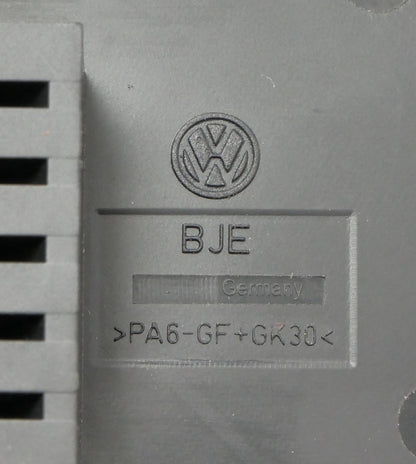 VW
BJE
Germany
>PA6-GF+GK30<